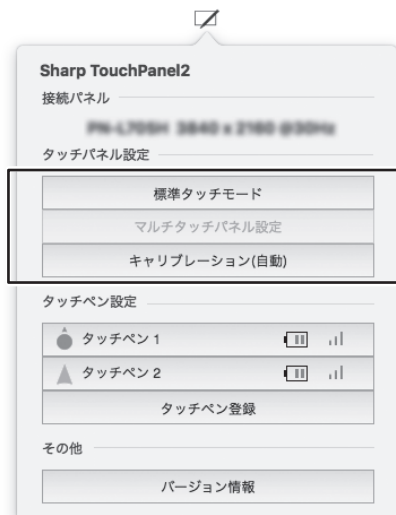 Sharp TouchPanel2
接続パネル
タッチパネル設定
標準タッチモード
マルチタッチパネル設定
キャリブレーション(自動)
タッチペン設定
タッチペン 1
タッチペン 2
タッチペン登録
その他
バージョン情報